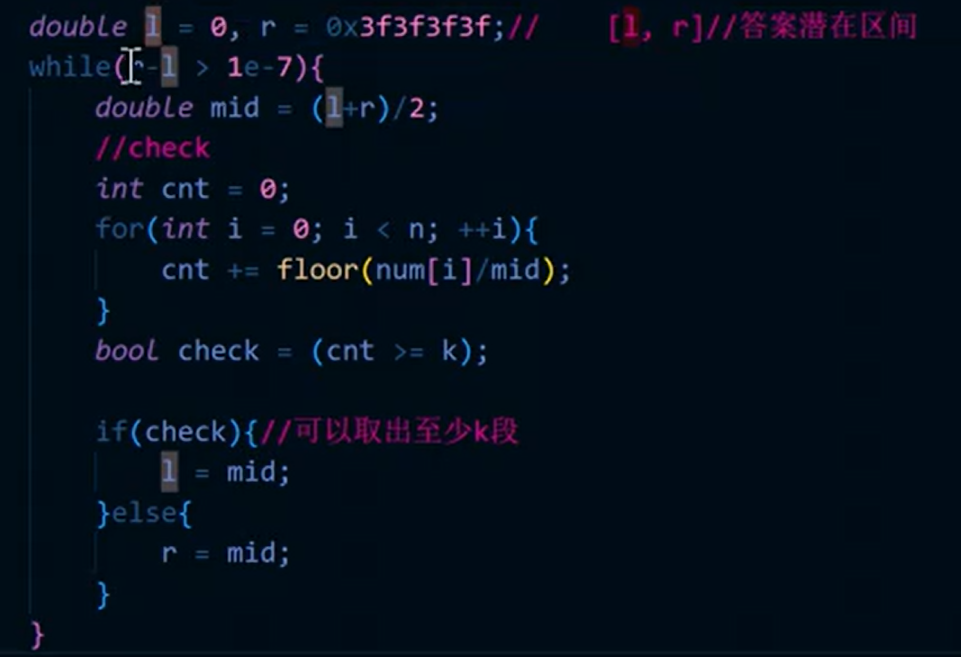 double l = 0, r = 0x3f3f3f3f;//    [l, r]//答案潜在区间
while(r-l > 1e-7){
    double mid = (l+r)/2;
    //check
    int cnt = 0;
    for(int i = 0; i < n; ++i){
        cnt += floor(num[i]/mid);
    }
    bool check = (cnt >= k);
    if(check){//可以取出至少k段
        l = mid;
    }else{
        r = mid;
    }
}